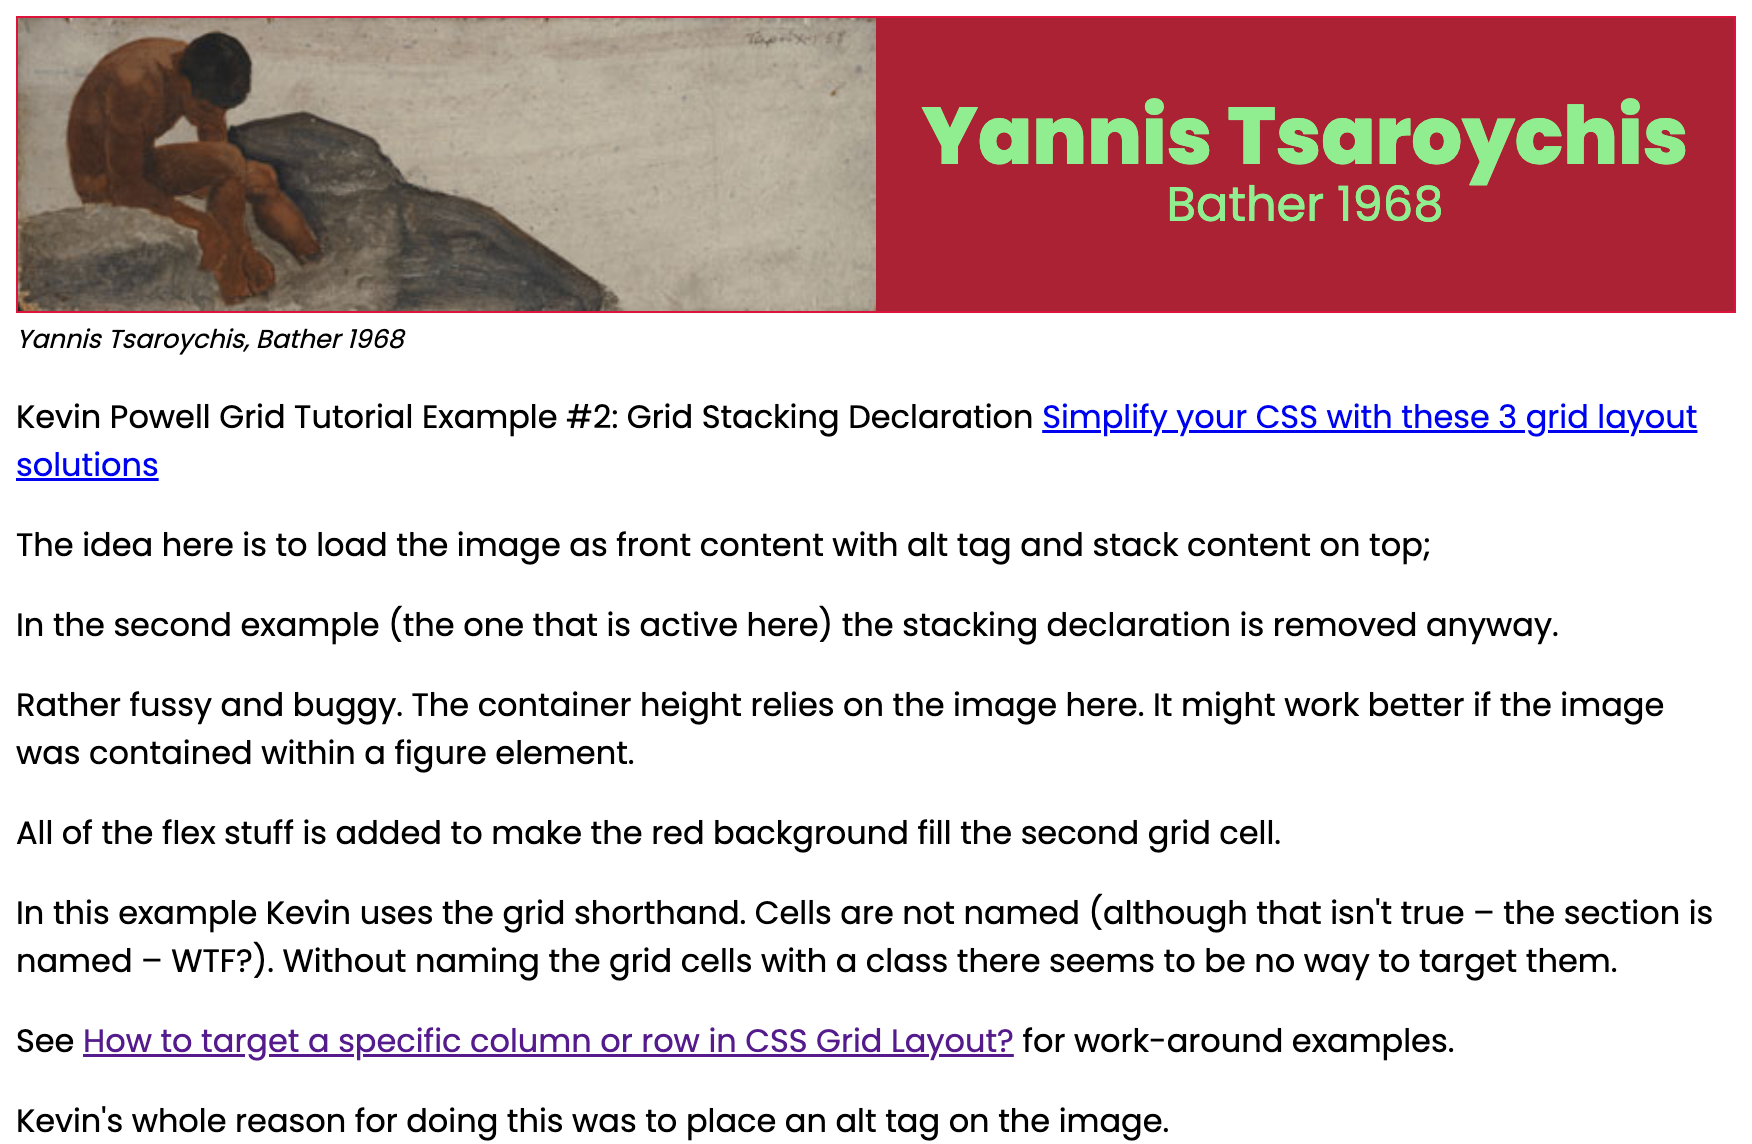 Yannis Tsaroychis
Bather 1968
Yannis Tsaroychis, Bather 1968
Kevin Powell Grid Tutorial Example #2: Grid Stacking Declaration Simplify your CSS with these 3 grid layout
solutions
The idea here is to load the image as front content with alt tag and stack content on top;
In the second example (the one that is active here) the stacking declaration is removed anyway.
Rather fussy and buggy. The container height relies on the image here. It might work better if the image
was contained within a figure element.
All of the flex stuff is added to make the red background fill the second grid cell.
In this example Kevin uses the grid shorthand. Cells are not named (although that isn't true – the section is
named – WTF?). Without naming the grid cells with a class there seems to be no way to target them.
See How to target a specific column or row in CSS Grid Layout? for work-around examples.
Kevin's whole reason for doing this was to place an alt tag on the image.